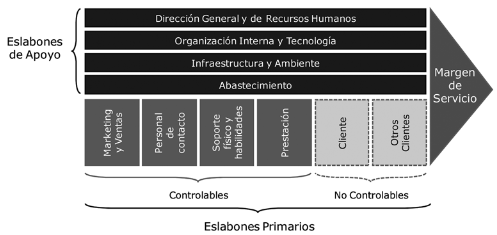 Dirección General y de Recursos Humanos
Eslabones
de Apoyo
Organización Interna y Tecnología
Infraestructura y Ambiente
Abastecimiento
Margen
de
Servicio
Marketing
y Ventas
Personal
de
contacto
Soporte
físico y
habilidades
Prestación
Cliente
Otros
Clientes
Controlables
No Controlables
Eslabones Primarios